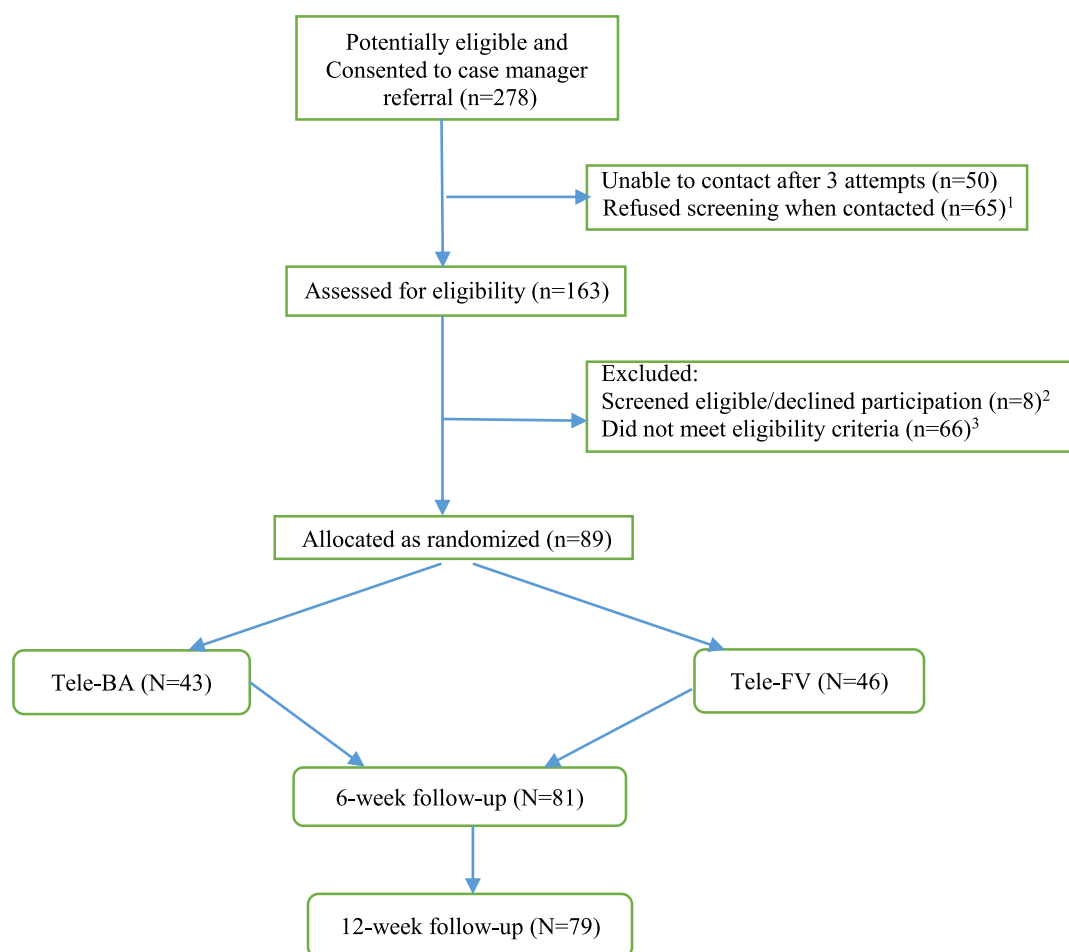 Potentially eligible and
Consented to case manager
referral (n=278)
Unable to contact after 3 attempts (n=50)
Refused screening when contacted (n=65)1
Assessed for eligibility (n=163)
Excluded:
Screened eligible/declined participation (n=8)2
Did not meet eligibility criteria (n=66)3
Allocated as randomized (n=89)
Tele-BA (N=43)
Tele-FV (N=46)
6-week follow-up (N=81)
12-week follow-up (N=79)